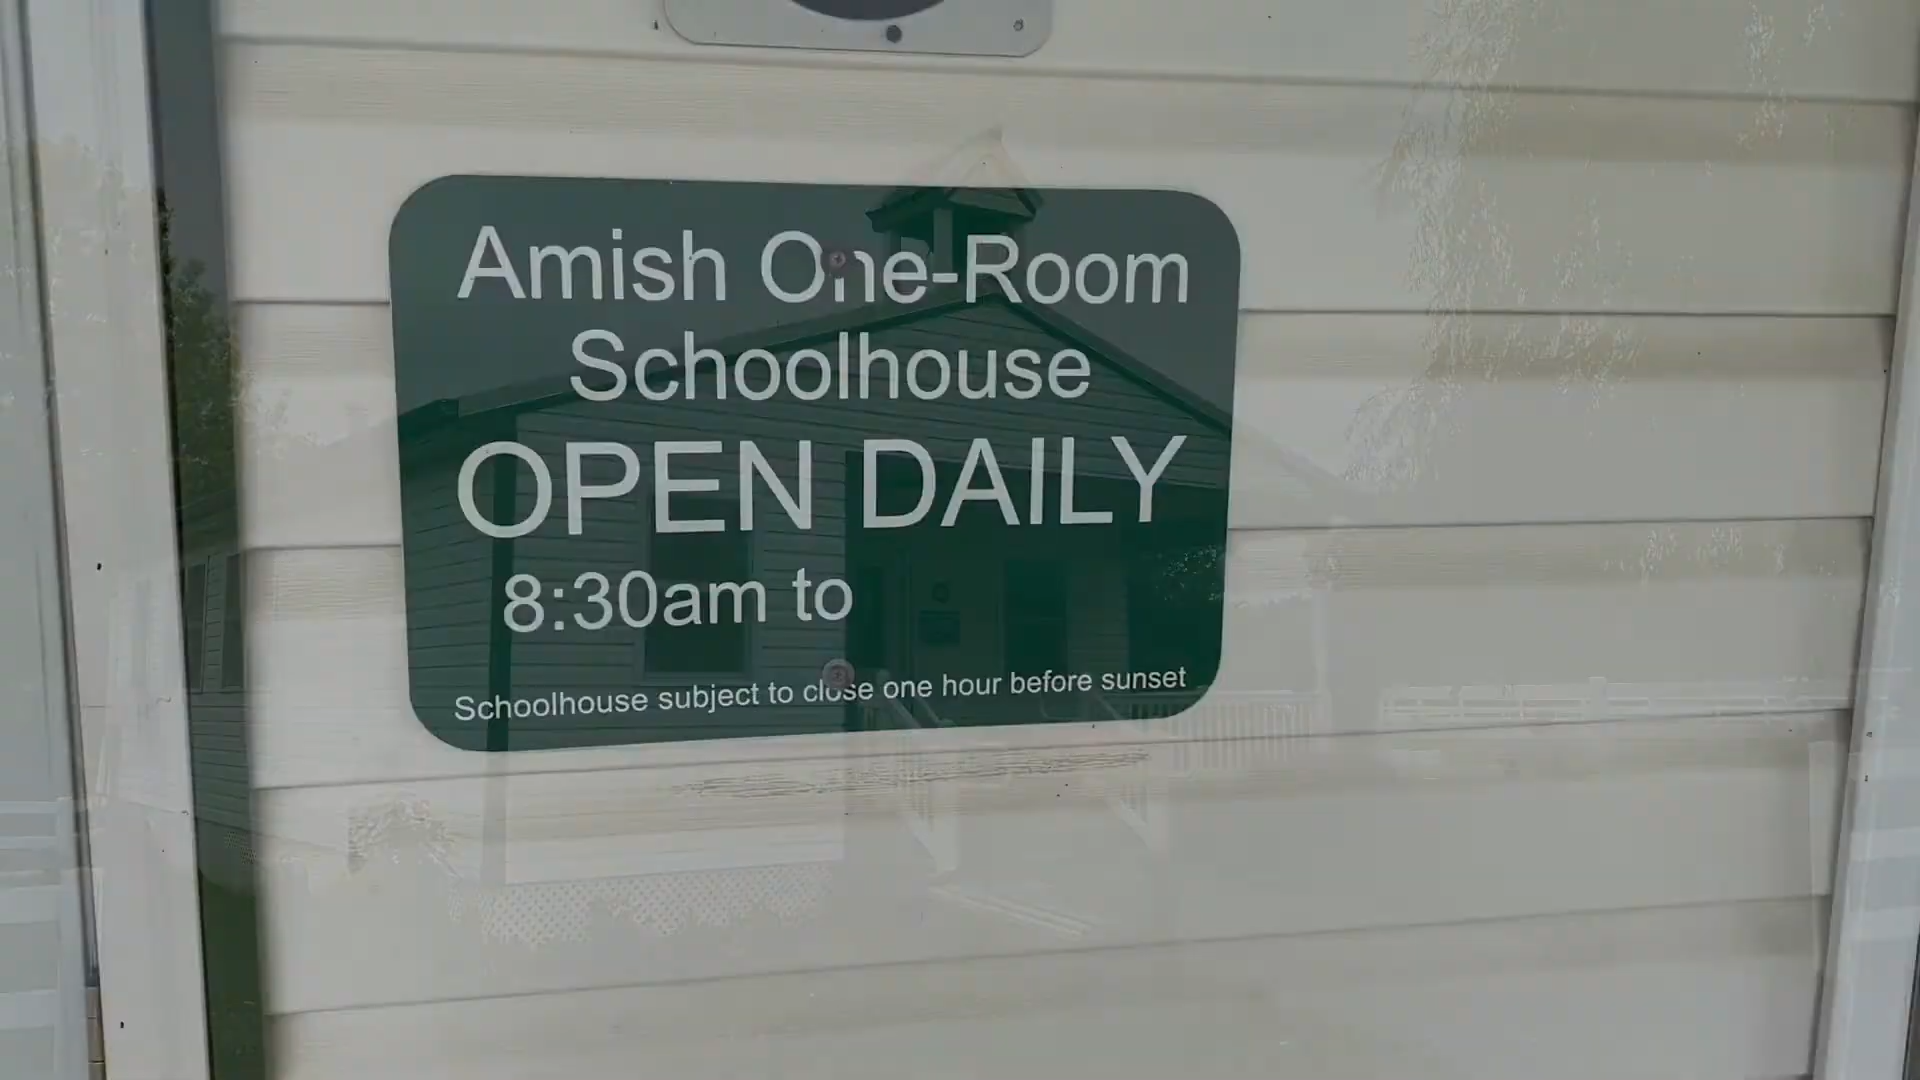 Amish One-Room
Schoolhouse
OPEN DAILY
8:30am to
Schoolhouse subject to close one hour before sunset